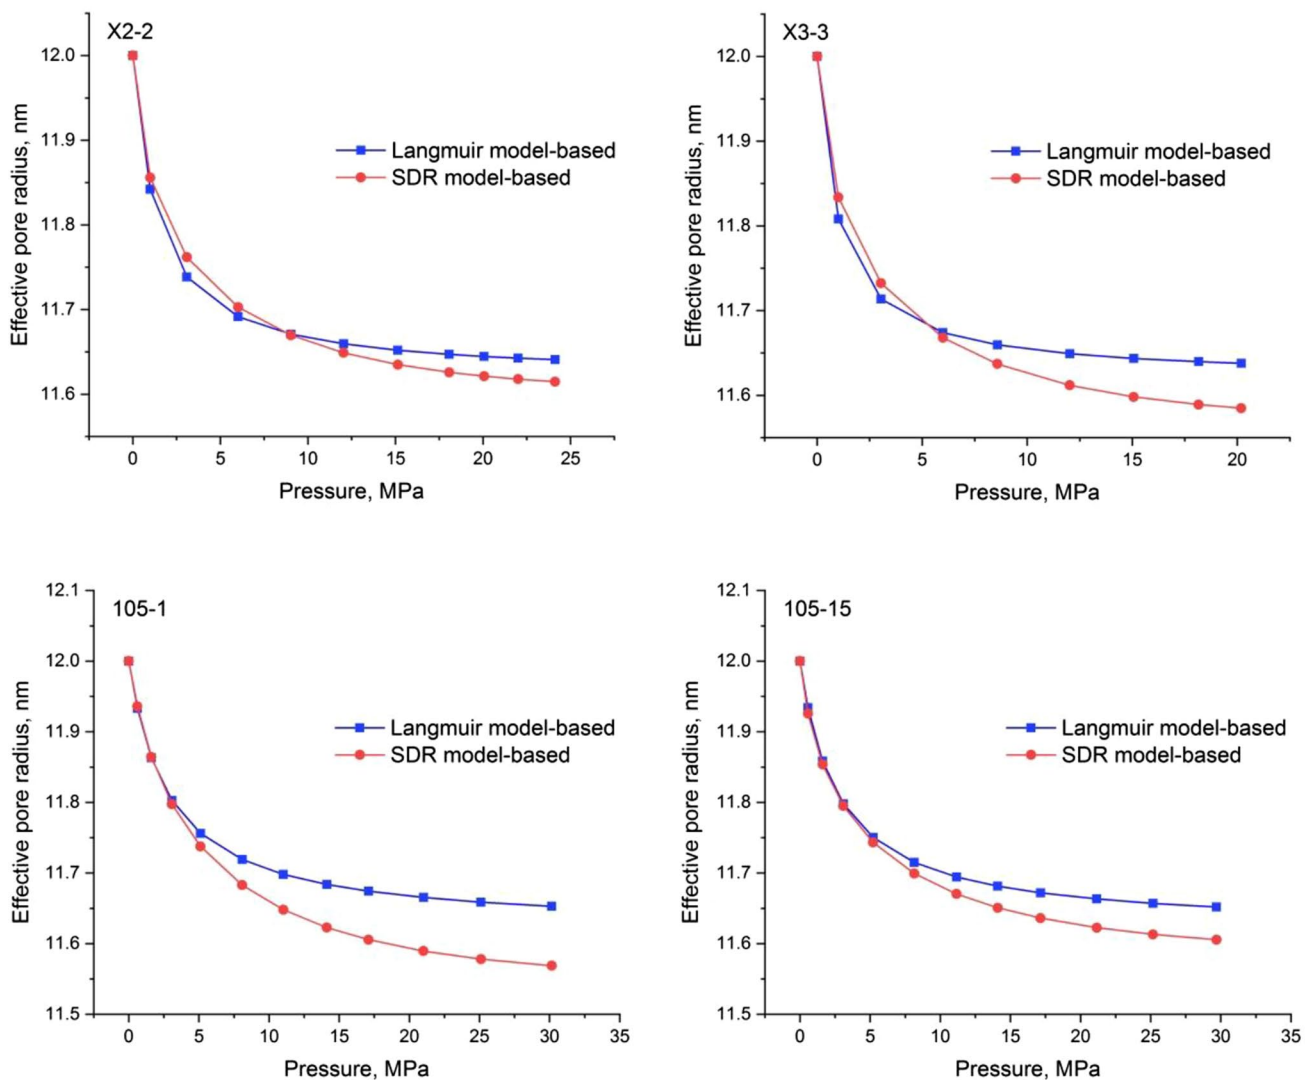 X2-2
12.0
11.9
11.8
11.7
11.6
Effective pore radius, nm
Langmuir model-based
SDR model-based
0 5 10 15 20 25
Pressure, MPa
X3-3
12.0
11.9
11.8
11.7
11.6
Effective pore radius, nm
Langmuir model-based
SDR model-based
0 5 10 15 20
Pressure, MPa
105-1
12.1
12.0
11.9
11.8
11.7
11.6
11.5
Effective pore radius, nm
Langmuir model-based
SDR model-based
0 5 10 15 20 25 30 35
Pressure, MPa
105-15
12.1
12.0
11.9
11.8
11.7
11.6
11.5
Effective pore radius, nm
Langmuir model-based
SDR model-based
0 5 10 15 20 25 30 35
Pressure, MPa